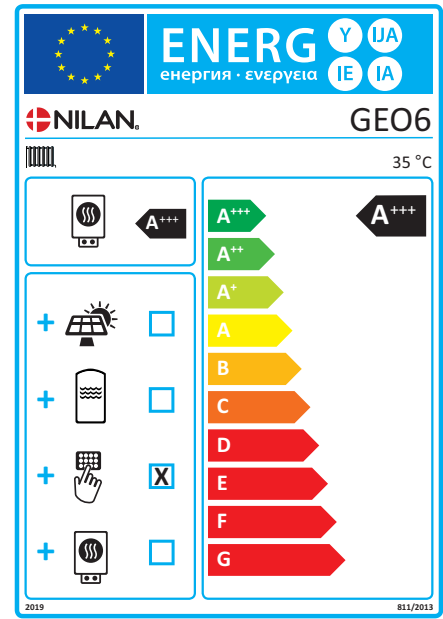 ENERG Y IJA
енергия · ενεργεια IE IA
NILAN® GEO6
35 °C
A+++
A+++
A+++
A++
A+
A
B
C
D
X
E
F
G
2019 811/2013